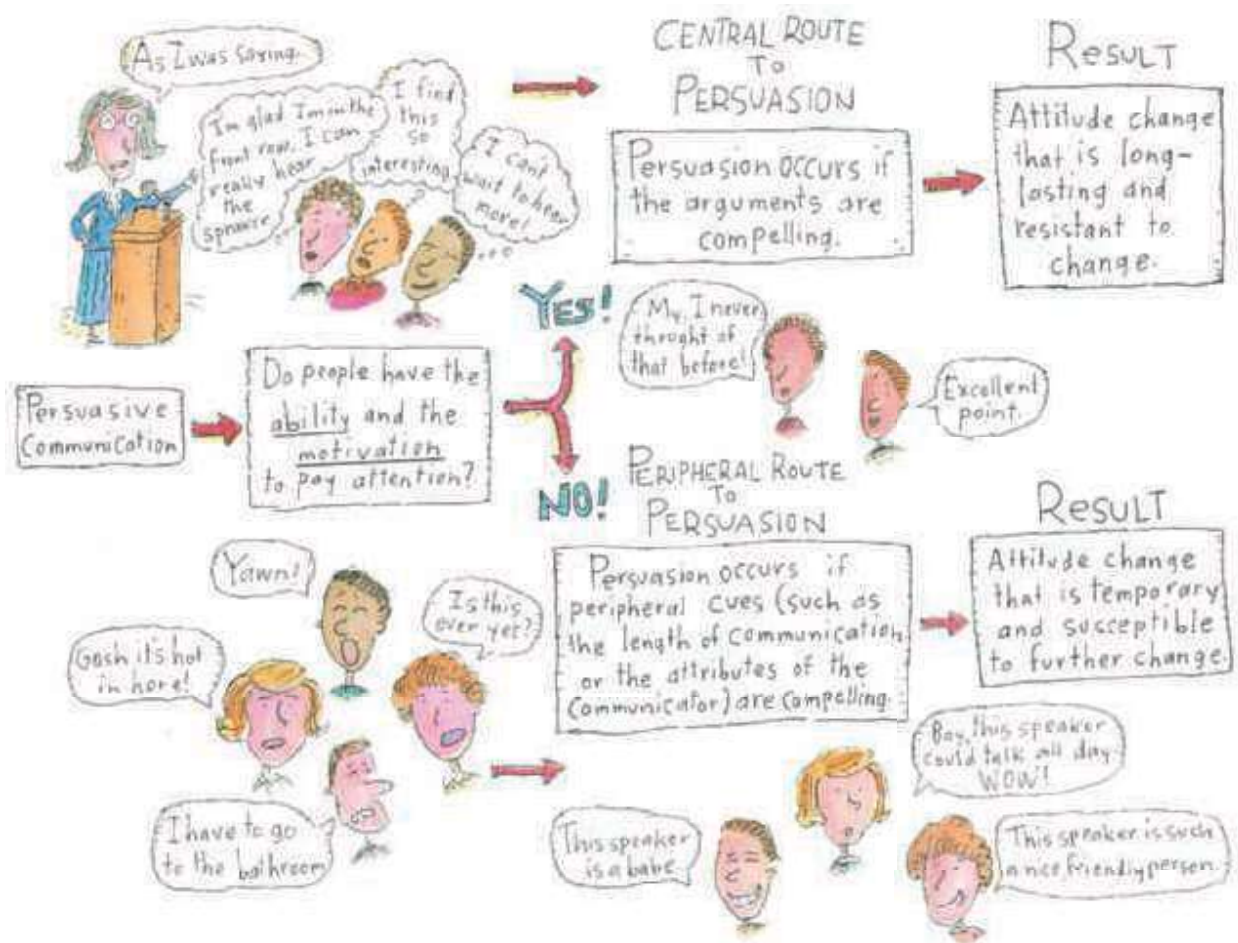 As I was saying.
I'm glad I'm in the
front row. I can
really hear
the
speaker
I find
this
so
interesting
I can't
wait to hear
more!
CENTRAL ROUTE
TO
PERSUASION
Persuasion occurs if
the arguments are
compelling.
RESULT
Attitude change
that is long-
lasting and
resistant to
change.
Persuasive
Communication
Do people have the
ability and the
motivation
to pay attention?
YES!
NO!
My, I never
thought of
that before!
Excellent
point.
PERIPHERAL ROUTE
TO
PERSUASION
Persuasion occurs if
peripheral cues (such as
the length of communication
or the attributes of the
communicator) are compelling.
RESULT
Attitude change
that is temporary
and susceptible
to further change.
Yawn!
Is this
over yet?
Gosh it's hot
in here!
I have to go
to the bathroom
This speaker
is a babe
Boy, this speaker
could talk all day
WOW!
This speaker is such
a nice friendly person.